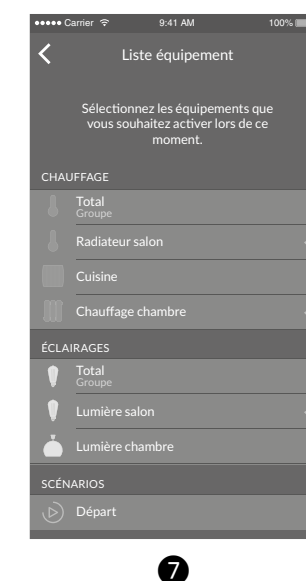 Carrier 9:41 AM 100%
Liste équipement
Sélectionnez les équipements que
vous souhaitez activer lors de ce
moment.
CHAUFFAGE
Total
Groupe
Radiateur salon
Cuisine
Chauffage chambre
ÉCLAIRAGES
Total
Groupe
Lumière salon
Lumière chambre
SCÉNARIOS
Départ
7